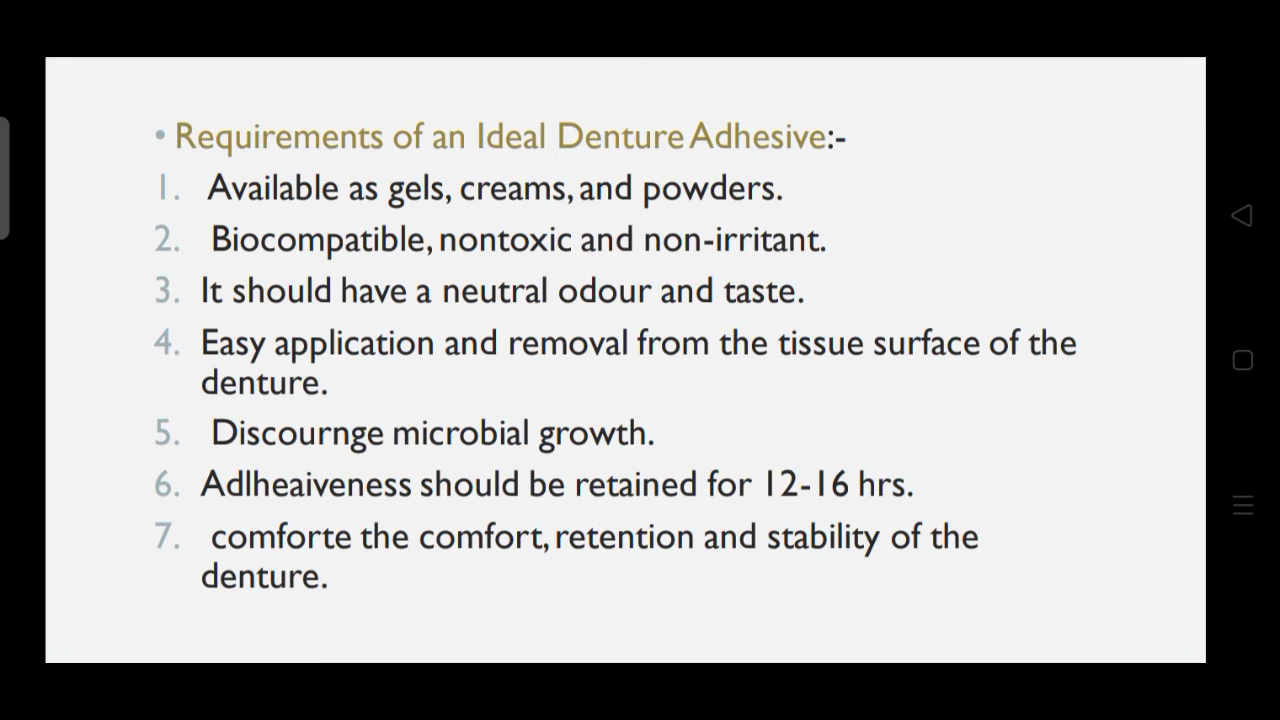 • Requirements of an Ideal Denture Adhesive:-
1. Available as gels, creams, and powders.
2. Biocompatible, nontoxic and non-irritant.
3. It should have a neutral odour and taste.
4. Easy application and removal from the tissue surface of the
denture.
5. Discournge microbial growth.
6. Adlheaiveness should be retained for 12-16 hrs.
7. comforte the comfort, retention and stability of the
denture.